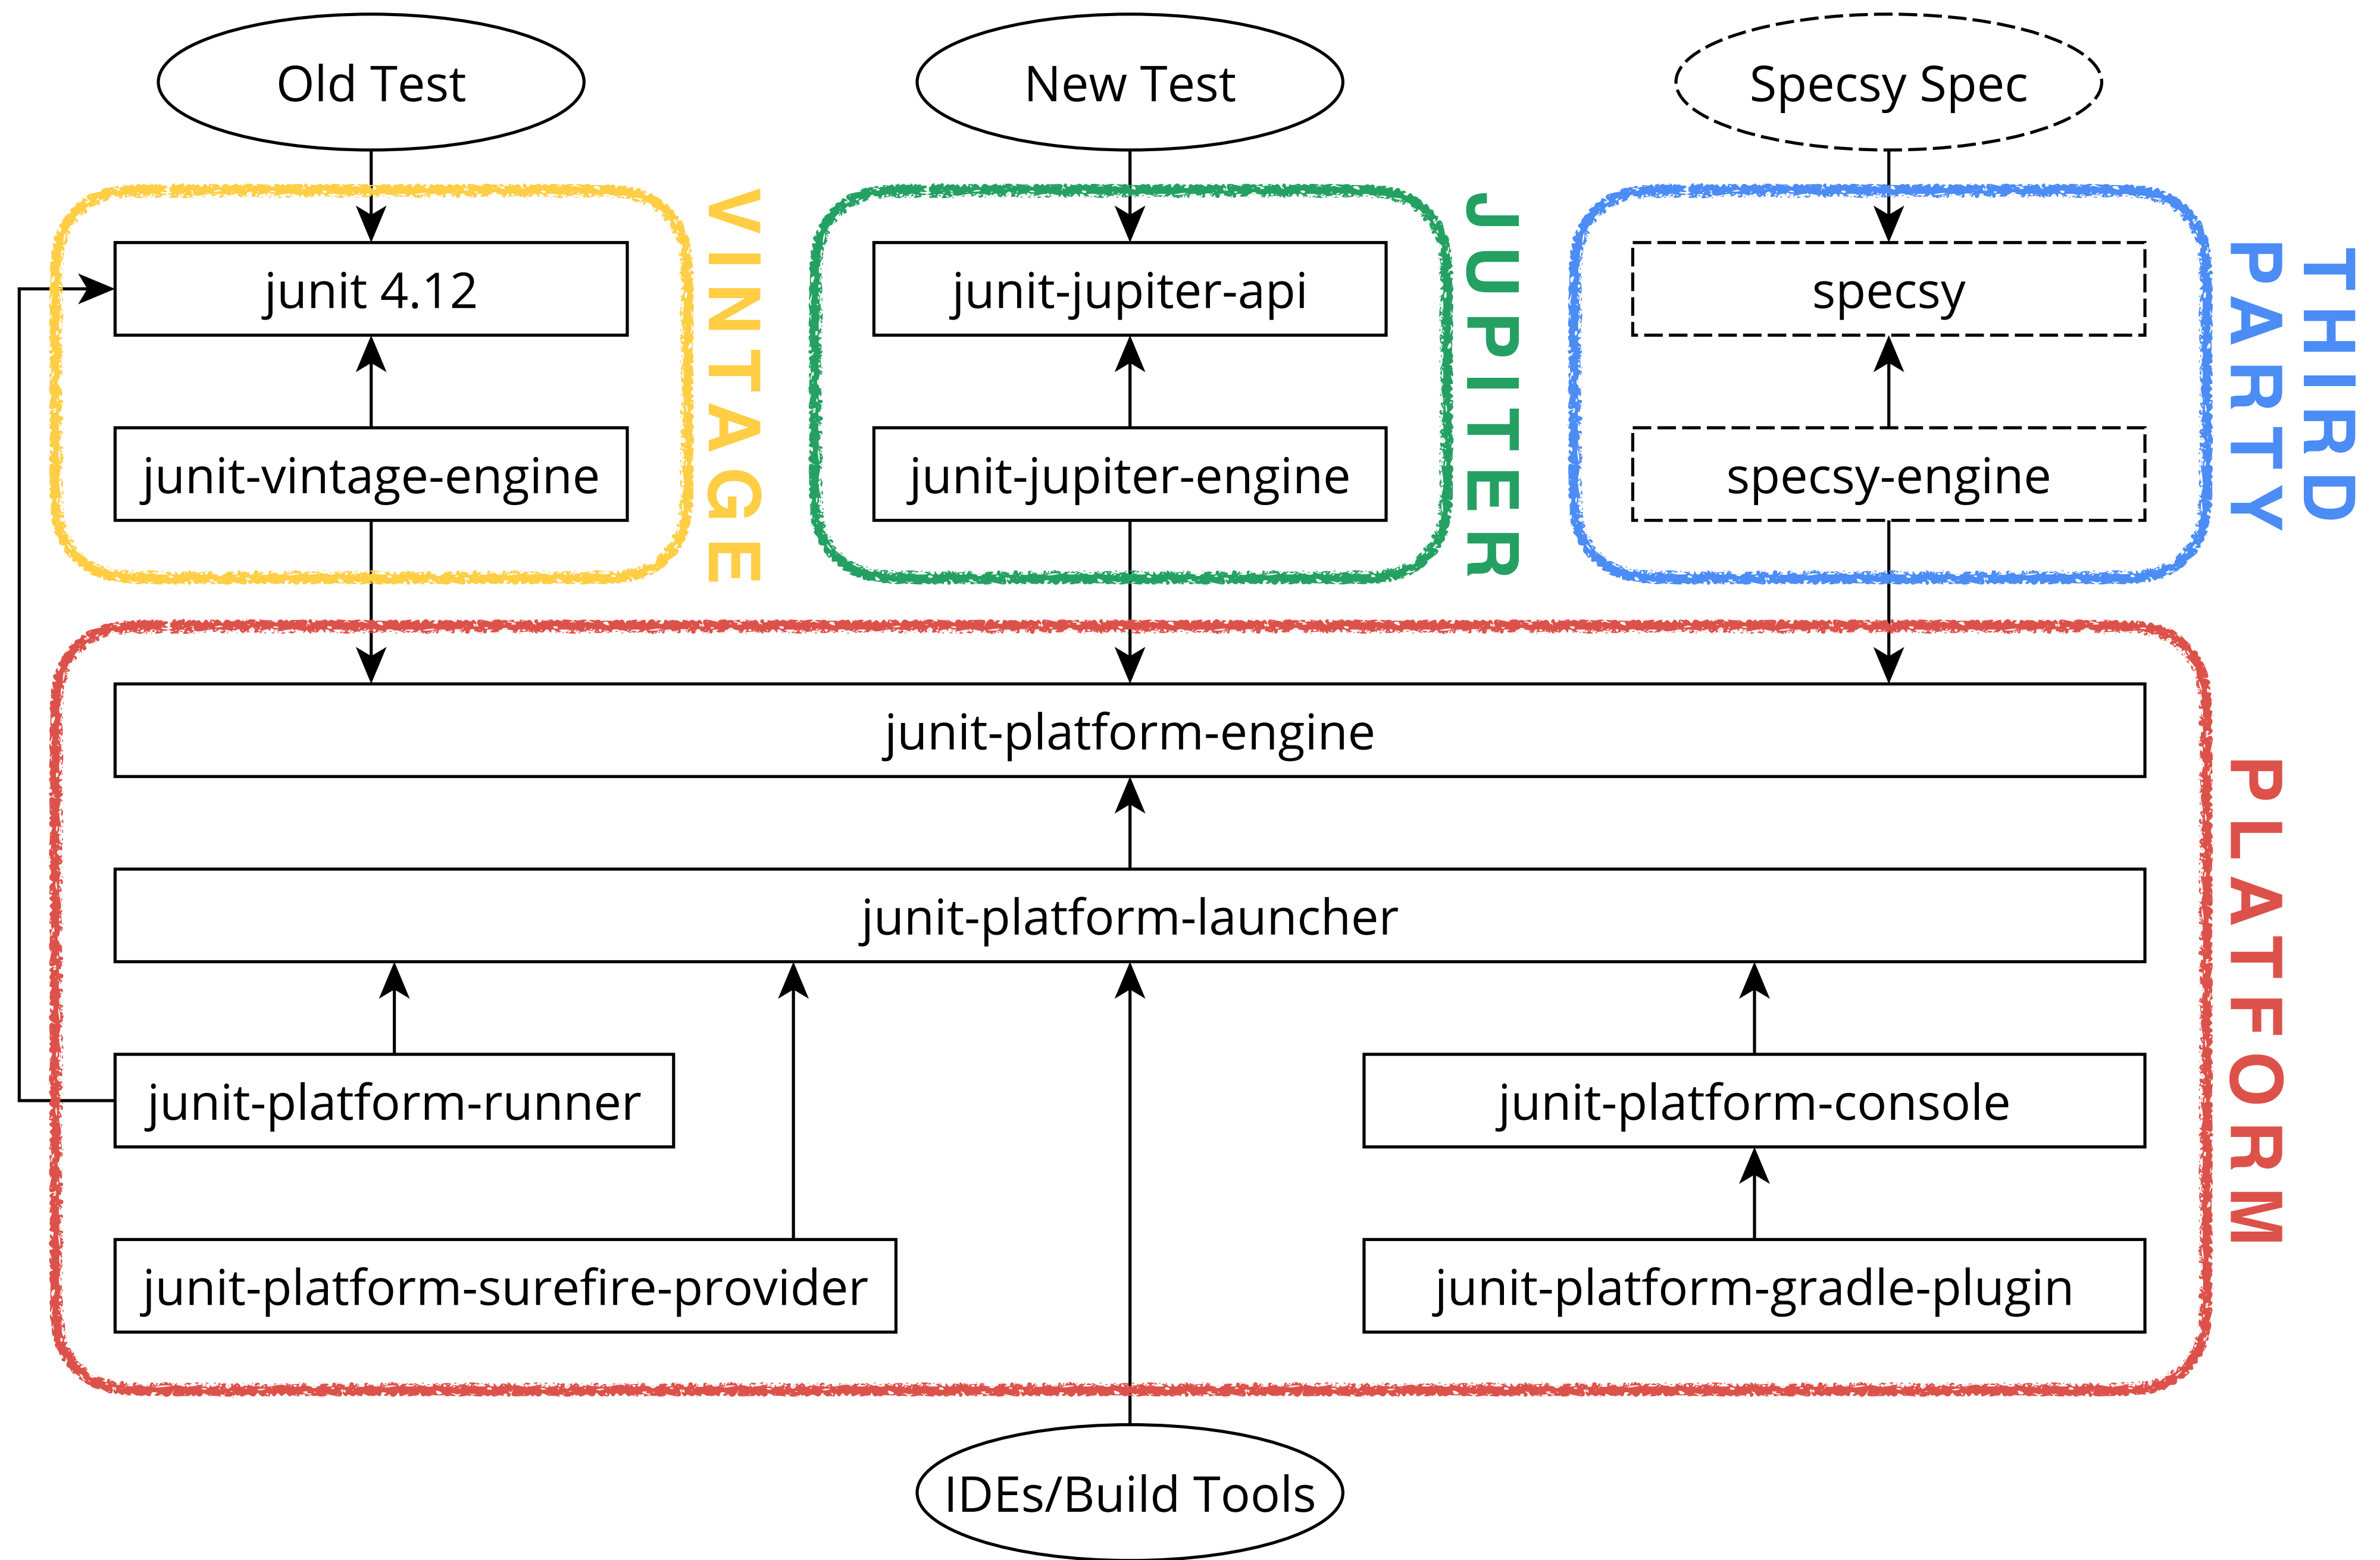 Old Test
New Test
Specsy Spec
junit 4.12
junit-vintage-engine
VINTAGE
junit-jupiter-api
junit-jupiter-engine
JUPITER
specsy
specsy-engine
THIRD
PARTY
junit-platform-engine
junit-platform-launcher
junit-platform-runner
junit-platform-console
junit-platform-surefire-provider
junit-platform-gradle-plugin
PLATFORM
IDEs/Build Tools